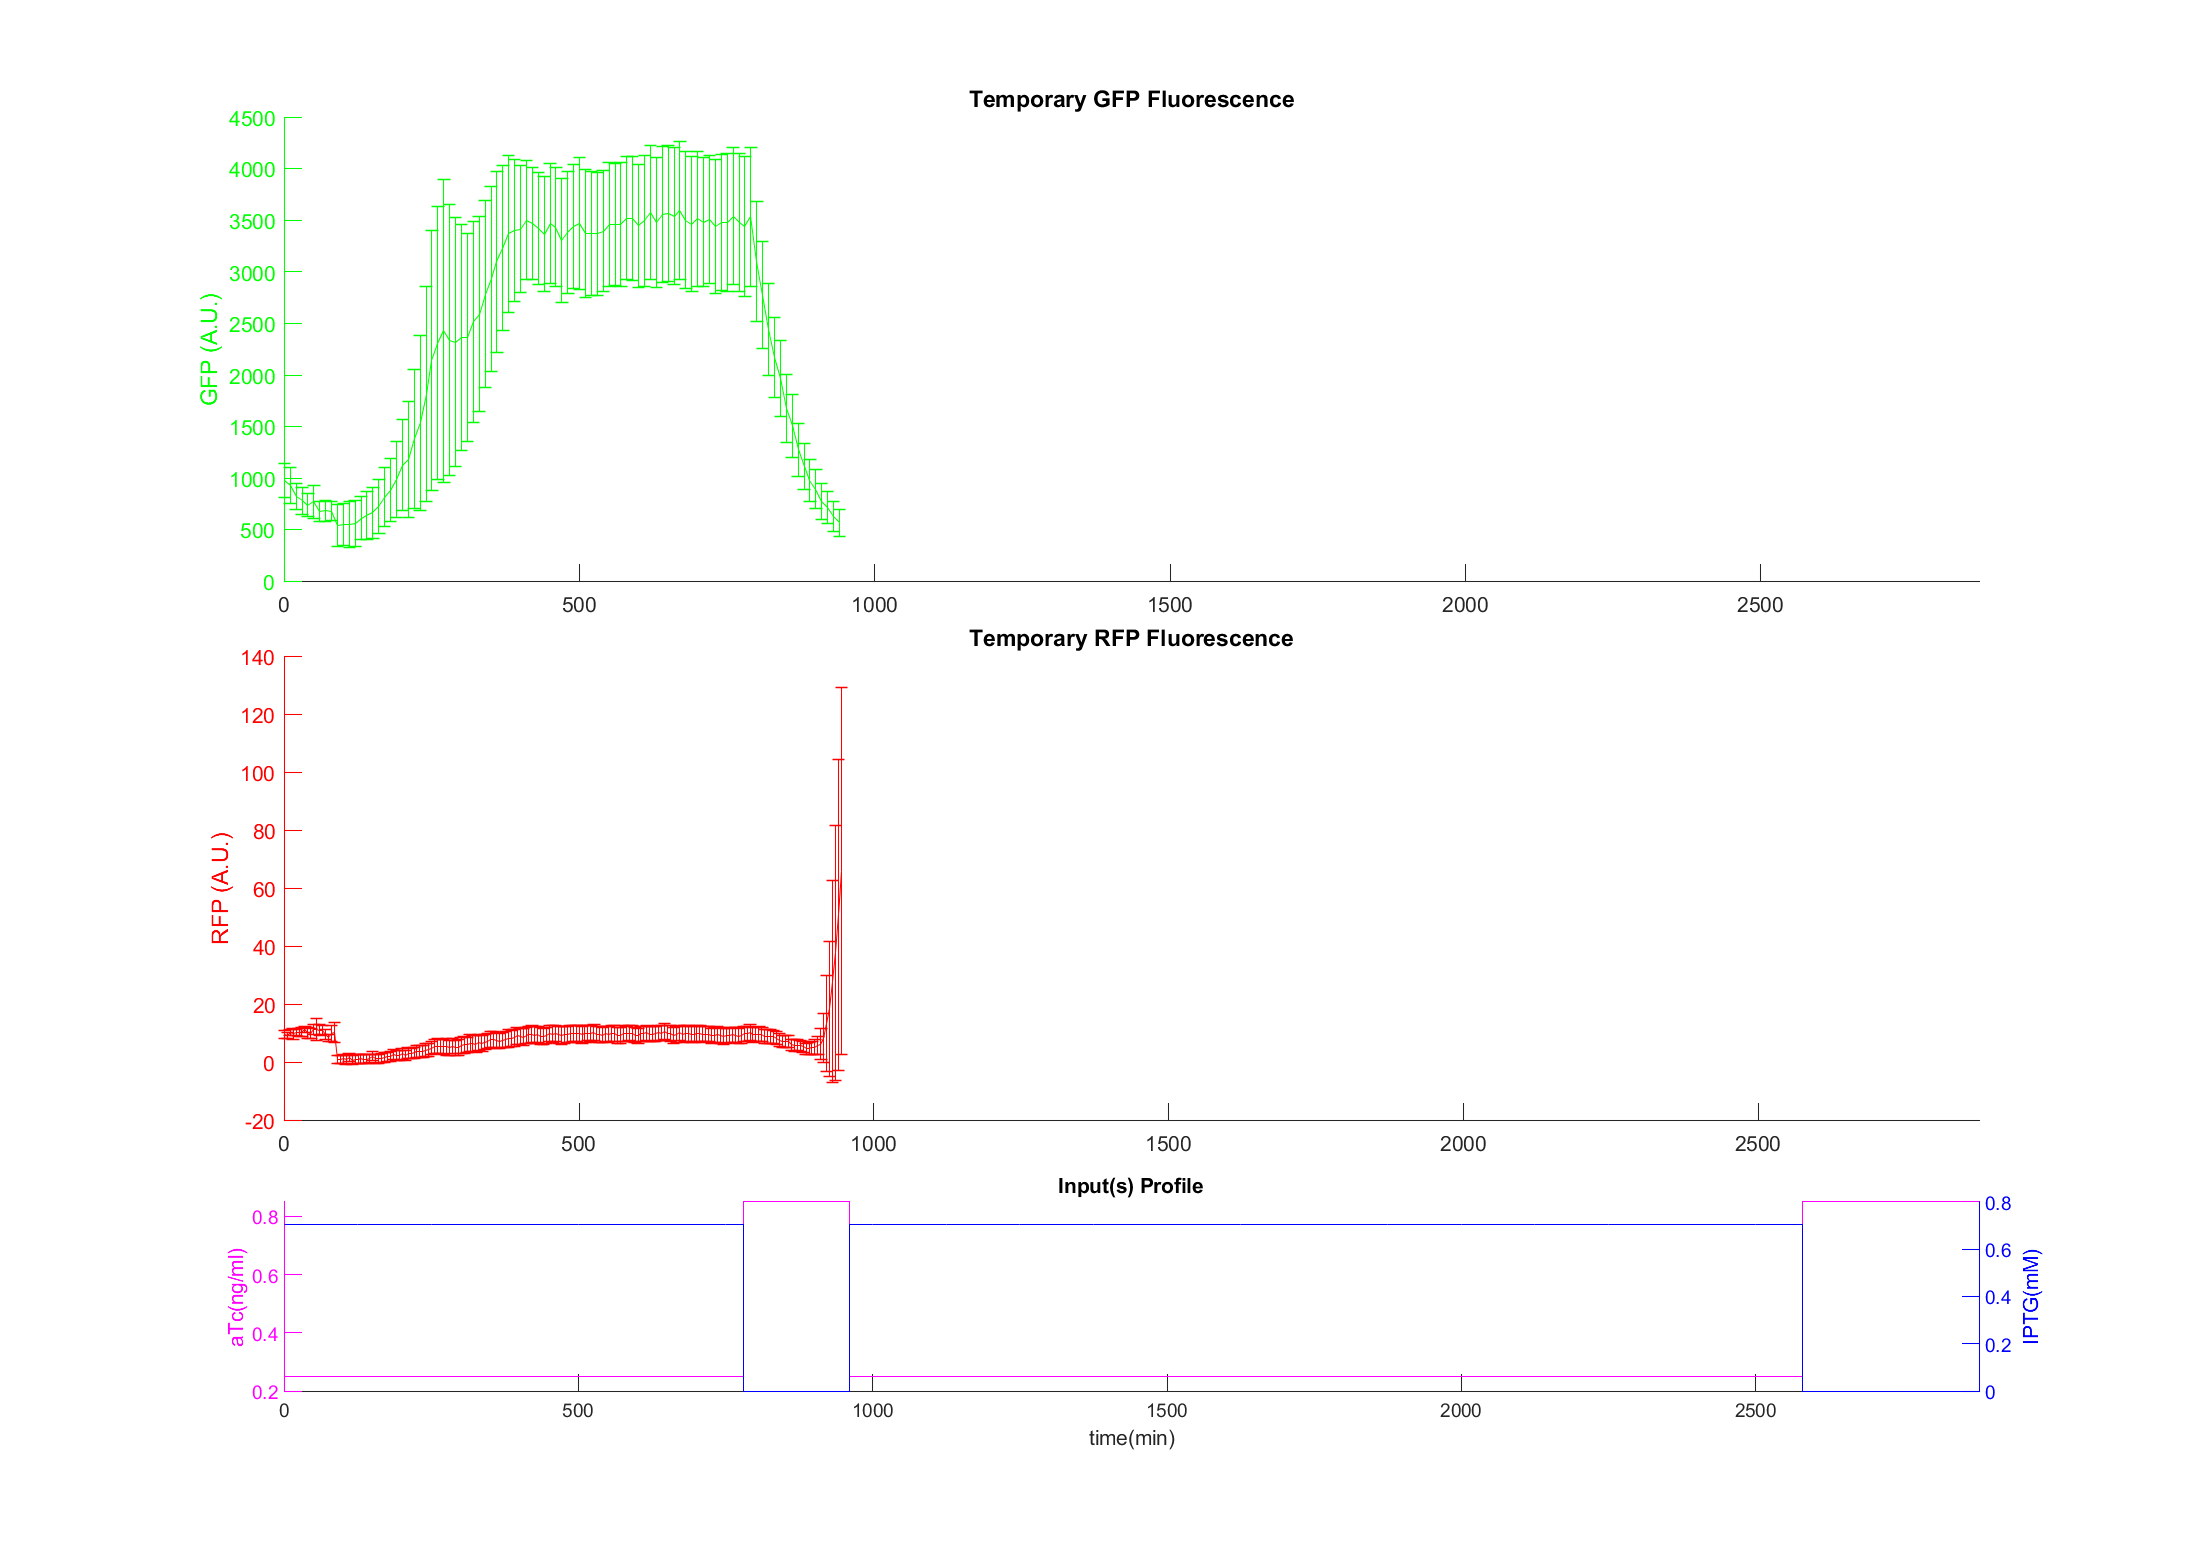 Temporary GFP Fluorescence
4500
4000
3500
3000
2500
2000
1500
1000
500
0
GFP (A.U.)
0 500 1000 1500 2000 2500
Temporary RFP Fluorescence
140
120
100
80
60
40
20
0
-20
RFP (A.U.)
0 500 1000 1500 2000 2500
Input(s) Profile
0.8
0.6
0.4
0.2
aTc(ng/ml)
0.8
0.6
0.4
0.2
0
IPTG(mM)
0 500 1000 1500 2000 2500
time(min)